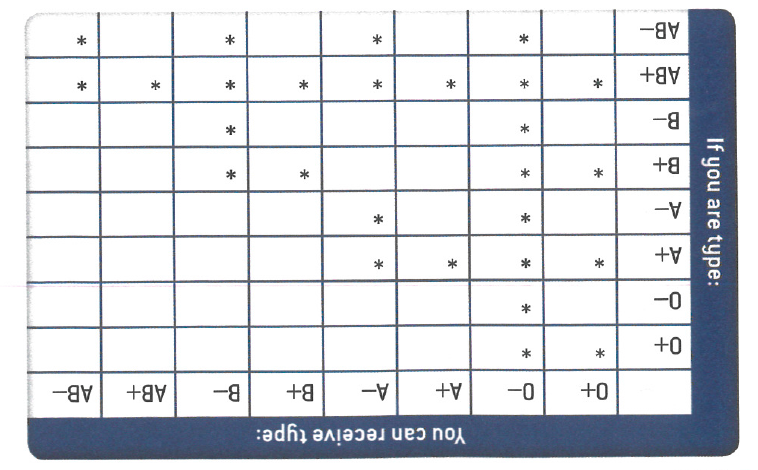 You can receive type:
If you are type:
O+ O− A+ A− B+ B− AB+ AB−
O+ * *
O− *
A+ * * * *
A− * *
B+ * * * *
B− * *
AB+ * * * * * * * *
AB− * * * *